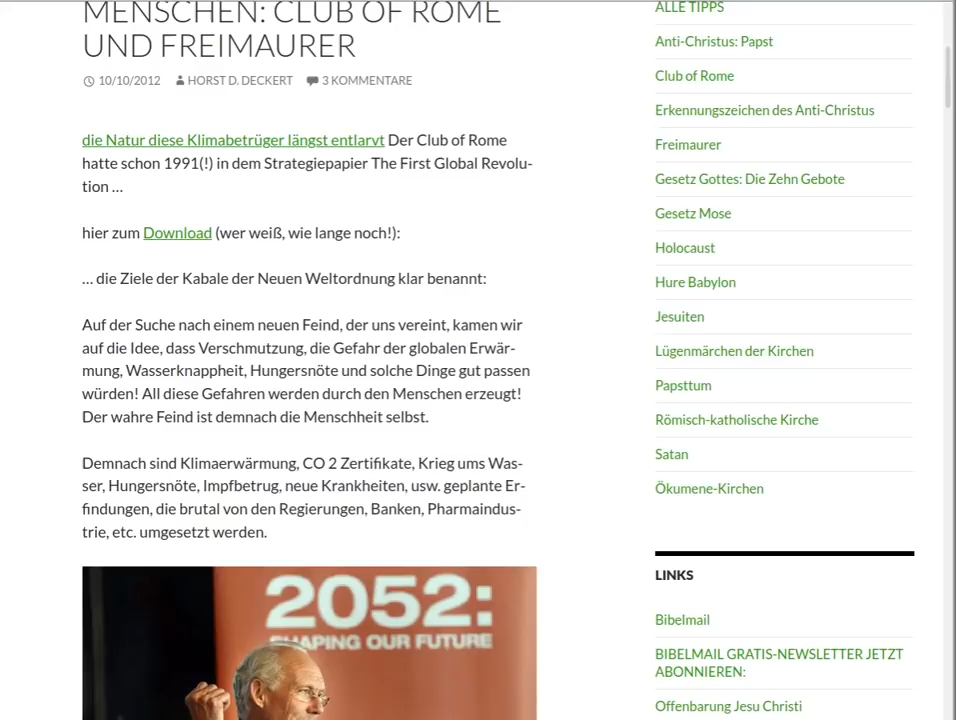 MENSCHEN: CLUB OF ROME
UND FREIMAURER
10/10/2012 HORST D. DECKERT 3 KOMMENTARE
die Natur diese Klimabetrüger längst entlarvt Der Club of Rome
hatte schon 1991(!) in dem Strategiepapier The First Global Revolu-
tion …
hier zum Download (wer weiß, wie lange noch!):
… die Ziele der Kabale der Neuen Weltordnung klar benannt:
Auf der Suche nach einem neuen Feind, der uns vereint, kamen wir
auf die Idee, dass Verschmutzung, die Gefahr der globalen Erwär-
mung, Wasserknappheit, Hungersnöte und solche Dinge gut passen
würden! All diese Gefahren werden durch den Menschen erzeugt!
Der wahre Feind ist demnach die Menschheit selbst.
Demnach sind Klimaerwärmung, CO 2 Zertifikate, Krieg ums Was-
ser, Hungersnöte, Impfbetrug, neue Krankheiten, usw. geplante Er-
findungen, die brutal von den Regierungen, Banken, Pharmaindus-
trie, etc. umgesetzt werden.
2052:
SHAPING OUR FUTURE
ALLE TIPPS
Anti-Christus: Papst
Club of Rome
Erkennungszeichen des Anti-Christus
Freimaurer
Gesetz Gottes: Die Zehn Gebote
Gesetz Mose
Holocaust
Hure Babylon
Jesuiten
Lügenmärchen der Kirchen
Papsttum
Römisch-katholische Kirche
Satan
Ökumene-Kirchen
LINKS
Bibelmail
BIBELMAIL GRATIS-NEWSLETTER JETZT
ABONNIEREN:
Offenbarung Jesu Christi